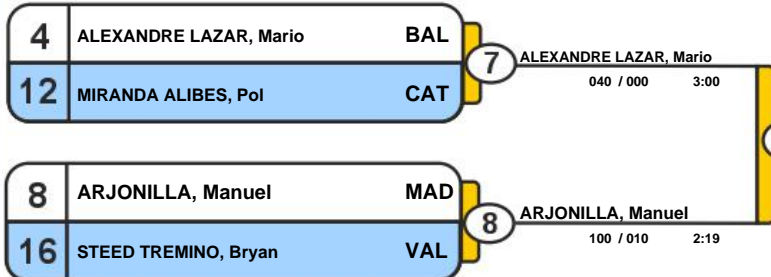 4 ALEXANDRE LAZAR, Mario BAL
12 MIRANDA ALIBES, Pol CAT
7 ALEXANDRE LAZAR, Mario
040 / 000 3:00
8 ARJONILLA, Manuel MAD
16 STEED TREMINO, Bryan VAL
8 ARJONILLA, Manuel
100 / 010 2:19